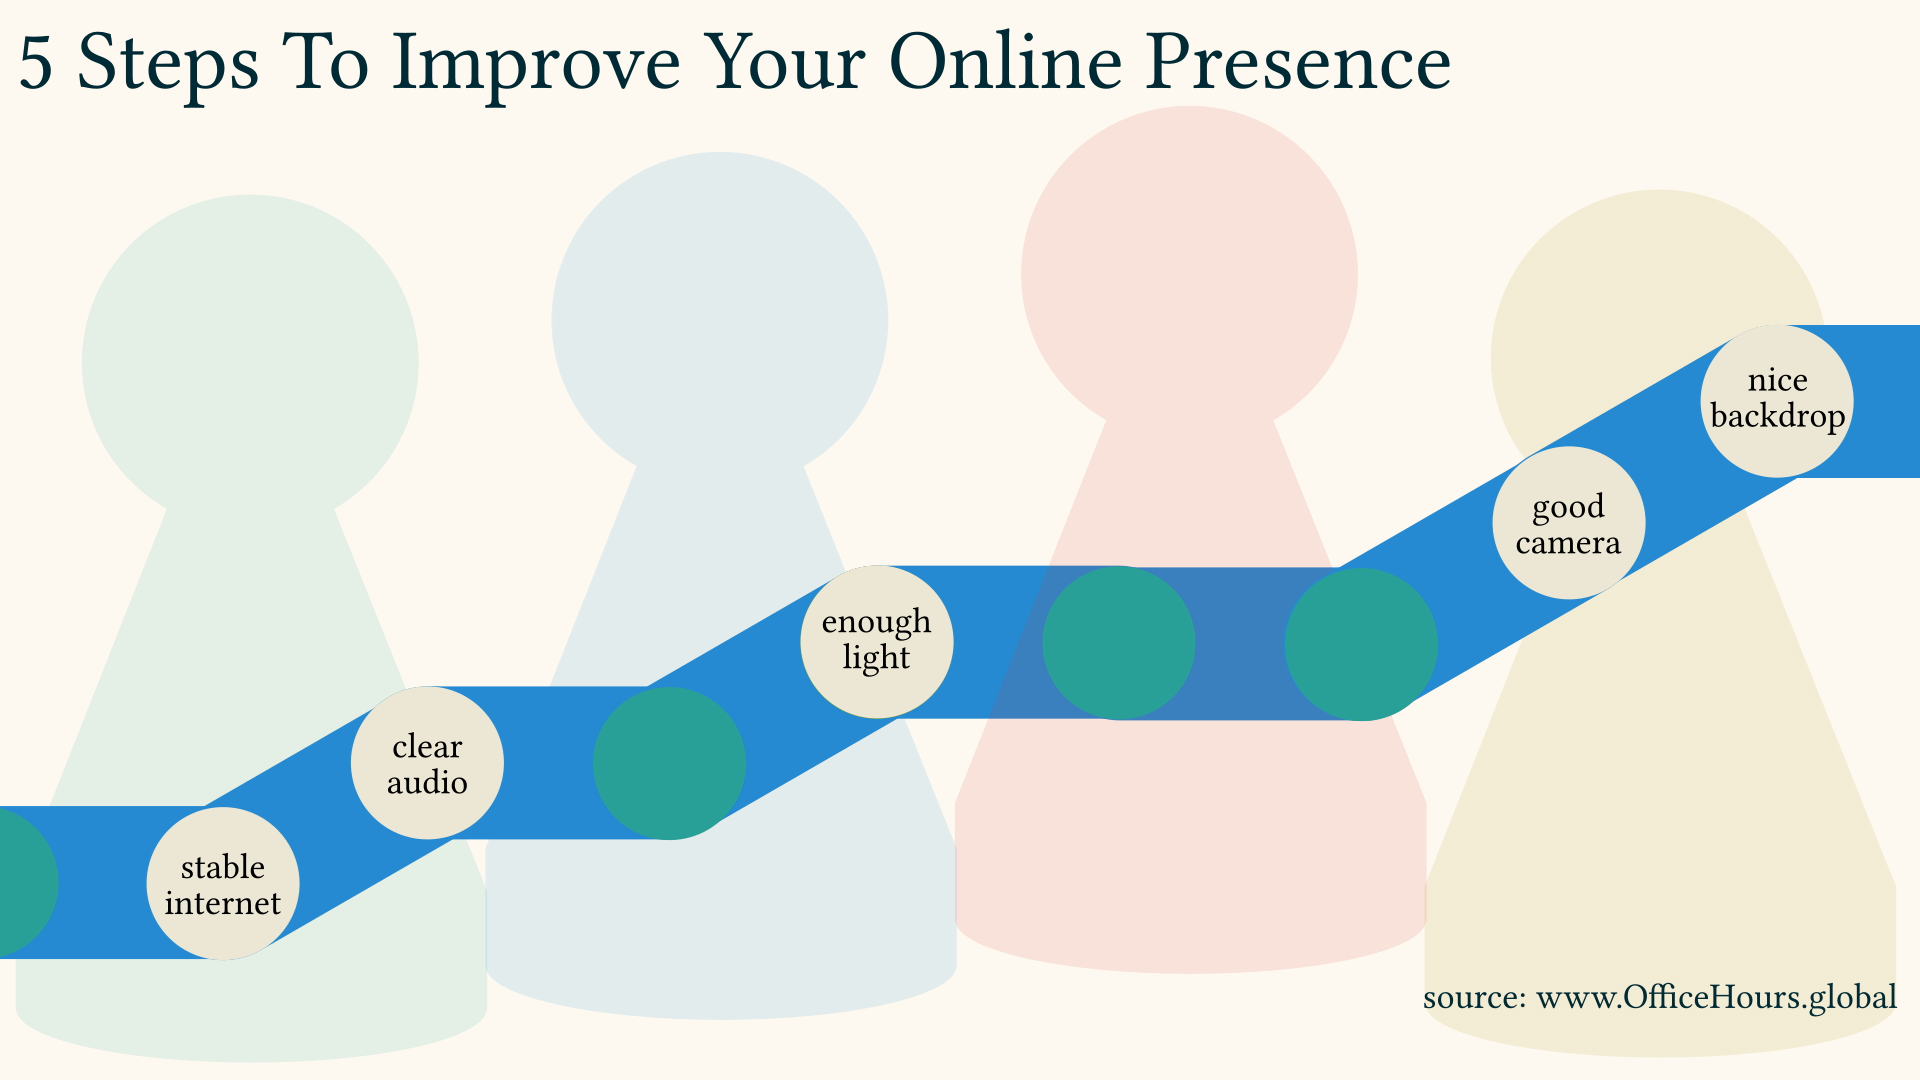 5 Steps To Improve Your Online Presence
stable
internet
clear
audio
enough
light
good
camera
nice
backdrop
source: www.OfficeHours.global